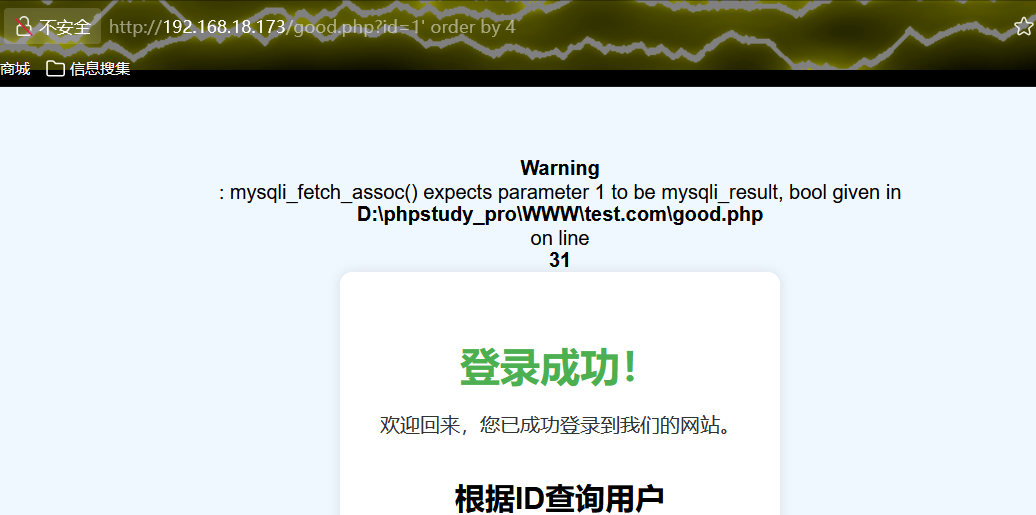 不安全 http://192.168.18.173/good.php?id=1' order by 4
商城 信息搜集
Warning
: mysqli_fetch_assoc() expects parameter 1 to be mysqli_result, bool given in
D:\phpstudy_pro\WWW\test.com\good.php
on line
31
登录成功！
欢迎回来，您已成功登录到我们的网站。
根据ID查询用户